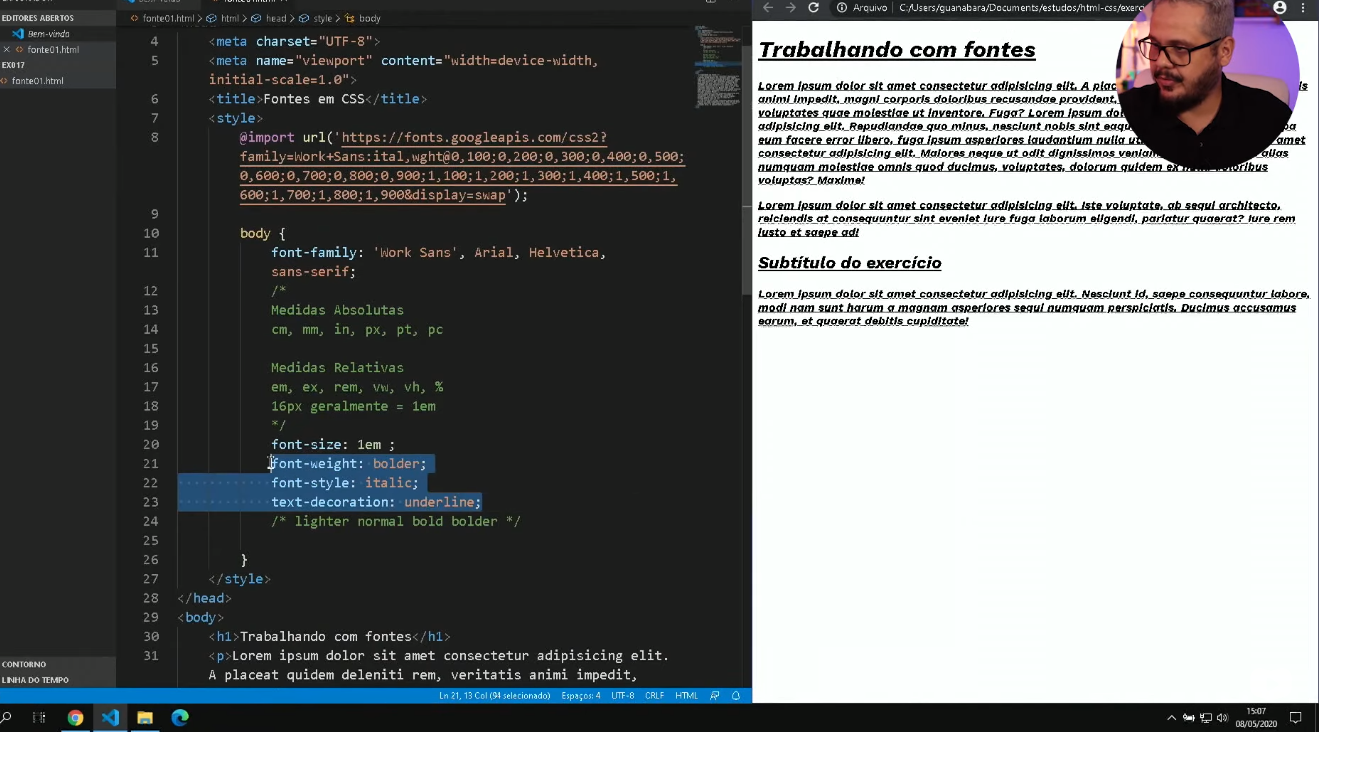 EDITORES ABERTOS
Bem-vindo
fonte01.html
EX017
fonte01.html
CONTORNO
LINHA DO TEMPO
fonte01.html > html > head > style > body
4 <meta charset="UTF-8">
5 <meta name="viewport" content="width=device-width,
initial-scale=1.0">
6 <title>Fontes em CSS</title>
7 <style>
8 @import url('https://fonts.googleapis.com/css2?
family=Work+Sans:ital,wght@0,100;0,200;0,300;0,400;0,500;
0,600;0,700;0,800;0,900;1,100;1,200;1,300;1,400;1,500;1,
600;1,700;1,800;1,900&display=swap');
9
10 body {
11 font-family: 'Work Sans', Arial, Helvetica,
sans-serif;
12 /*
13 Medidas Absolutas
14 cm, mm, in, px, pt, pc
15
16 Medidas Relativas
17 em, ex, rem, vw, vh, %
18 16px geralmente = 1em
19 */
20 font-size: 1em ;
21 font-weight: bolder;
22 font-style: italic;
23 text-decoration: underline;
24 /* lighter normal bold bolder */
25
26 }
27 </style>
28 </head>
29 <body>
30 <h1>Trabalhando com fontes</h1>
31 <p>Lorem ipsum dolor sit amet consectetur adipisicing elit.
A placeat quidem deleniti rem, veritatis animi impedit,
Ln 21, 13 Col (94 selecionado) Espaços: 4 UTF-8 CRLF HTML
Arquivo C:/Users/guanabara/Documents/estudos/html-css/exerc
Trabalhando com fontes
Lorem ipsum dolor sit amet consectetur adipisicing elit. A plac
animi impedit, magni corporis doloribus recusandae provident,
voluptates quae molestiae ut inventore. Fuga? Lorem ipsum do
adipisicing elit. Repudiandae quo minus, nesciunt nobis sint eaqu
eum facere error libero, fuga ipsum asperiores laudantium nulla ut amet
consectetur adipisicing elit. Maiores neque ut odit dignissimos veniam alias
numquam molestiae omnis quod ducimus, voluptates, dolorum quidem ex doloribus
voluptas? Maxime!
Lorem ipsum dolor sit amet consectetur adipisicing elit. Iste voluptate, ab sequi architecto,
reiciendis at consequuntur sint eveniet iure fuga laborum eligendi, pariatur quaerat? Iure rem
iusto et saepe ad!
Subtítulo do exercício
Lorem ipsum dolor sit amet consectetur adipisicing elit. Nesciunt id, saepe consequuntur labore,
modi nam sunt harum a magnam asperiores sequi numquam perspiciatis. Ducimus accusamus
earum, et quaerat debitis cupiditate!
15:07
08/05/2020